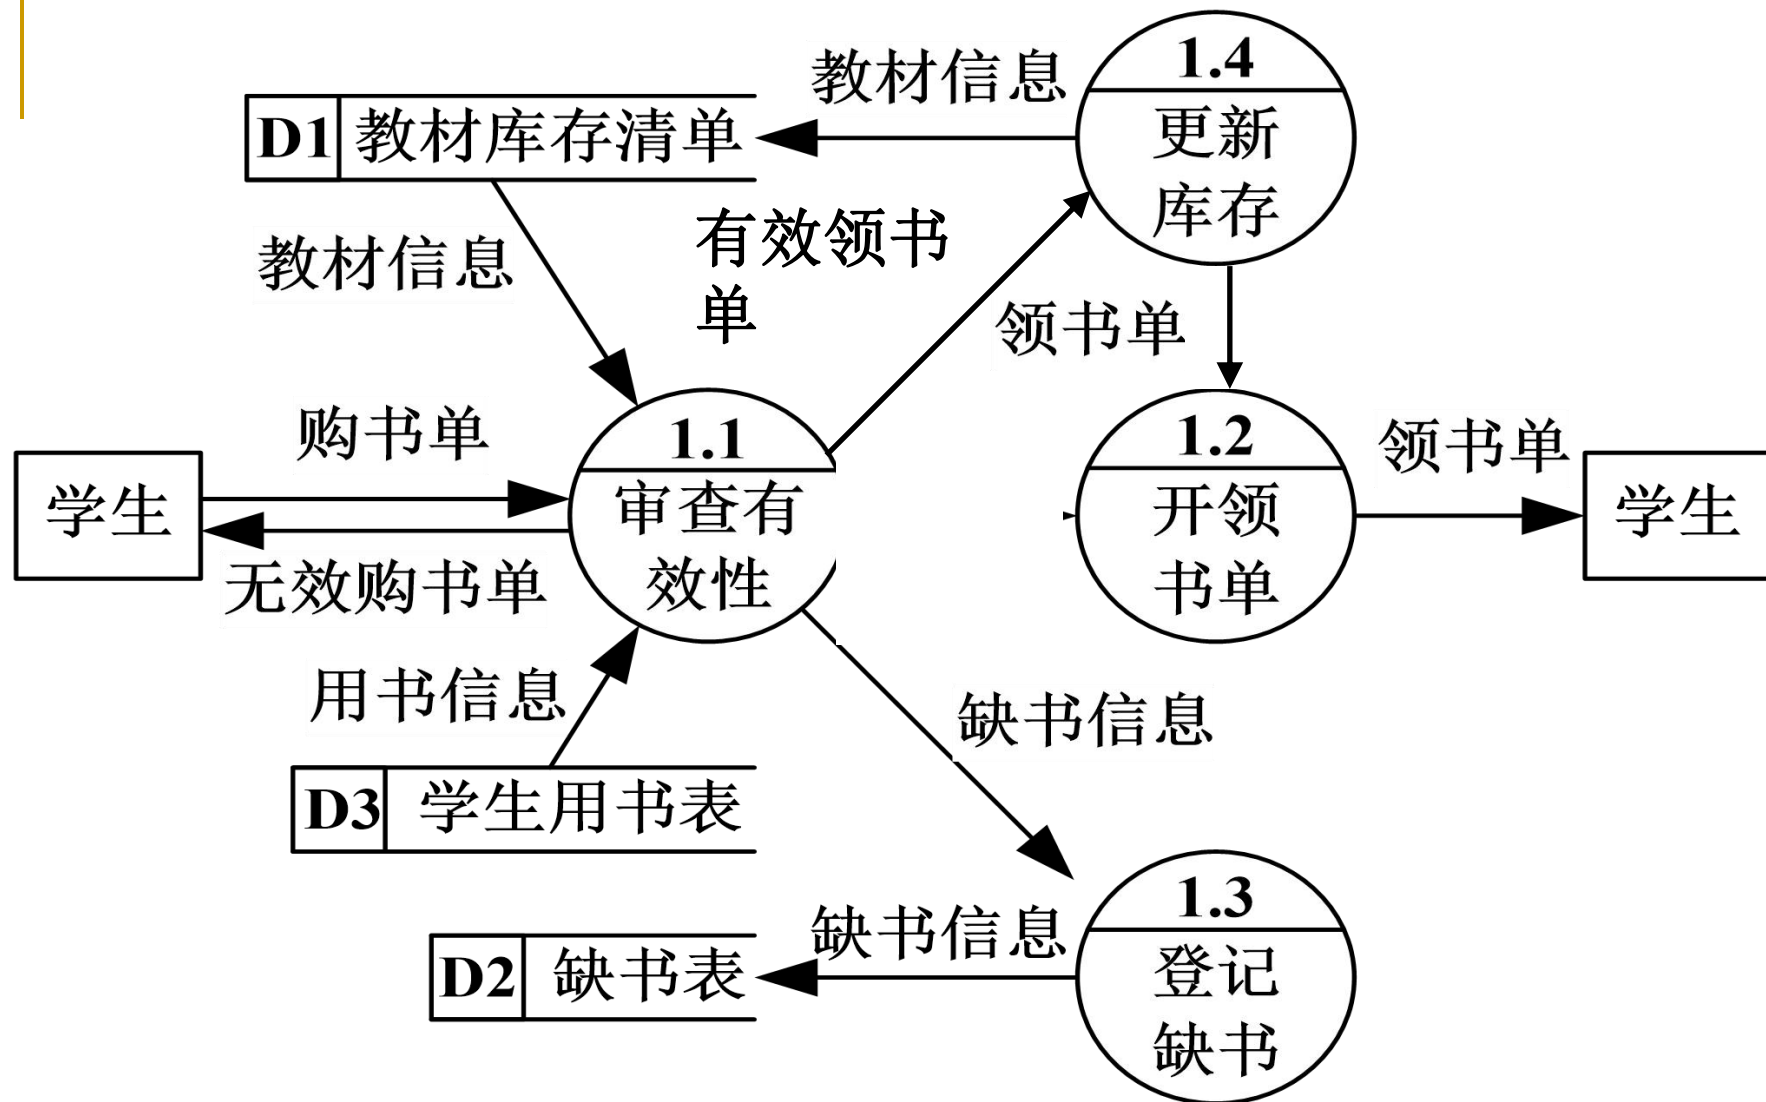 1.4
教材信息
更新
库存
D1 教材库存清单
有效领书
单
教材信息
领书单
购书单
1.1
审查有
效性
1.2
开领
书单
领书单
学生
学生
无效购书单
用书信息
缺书信息
D3 学生用书表
1.3
登记
缺书
缺书信息
D2 缺书表